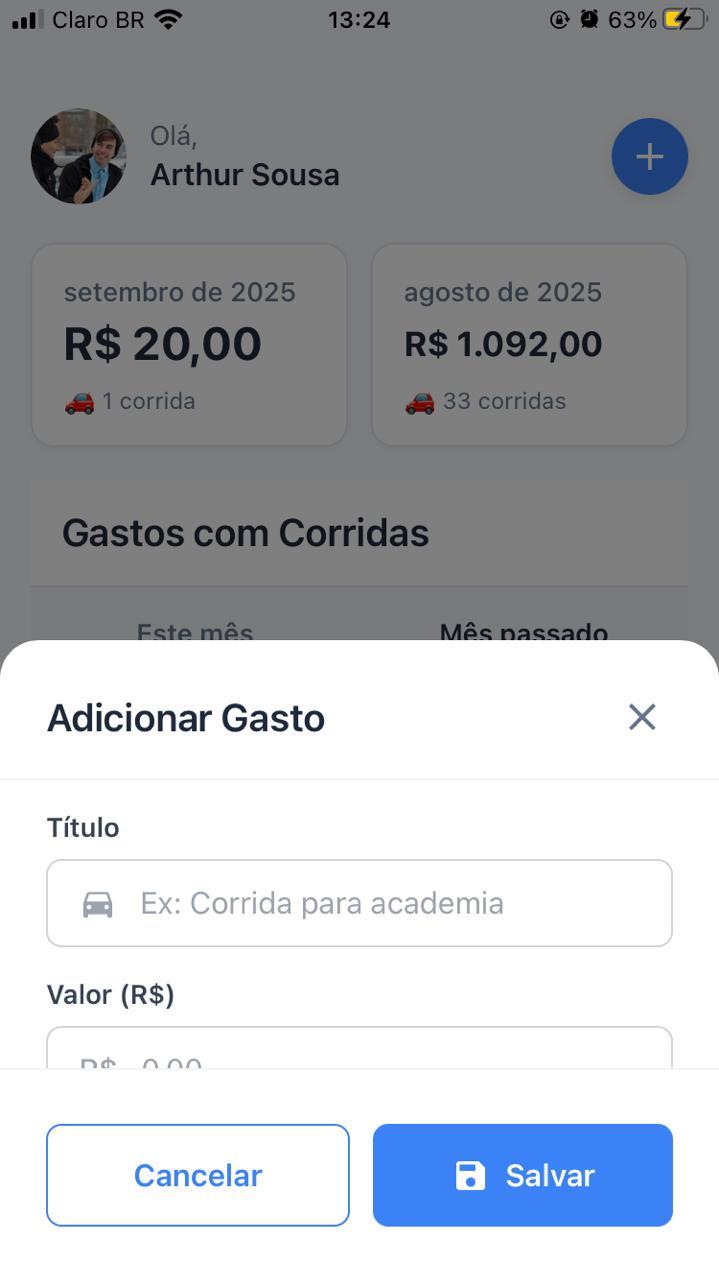 Claro BR 13:24 63%
Olá,
Arthur Sousa
setembro de 2025
R$ 20,00
🚗 1 corrida
agosto de 2025
R$ 1.092,00
🚗 33 corridas
Gastos com Corridas
Este mês Mês passado
Adicionar Gasto
Título
Ex: Corrida para academia
Valor (R$)
R$ 0,00
Cancelar Salvar